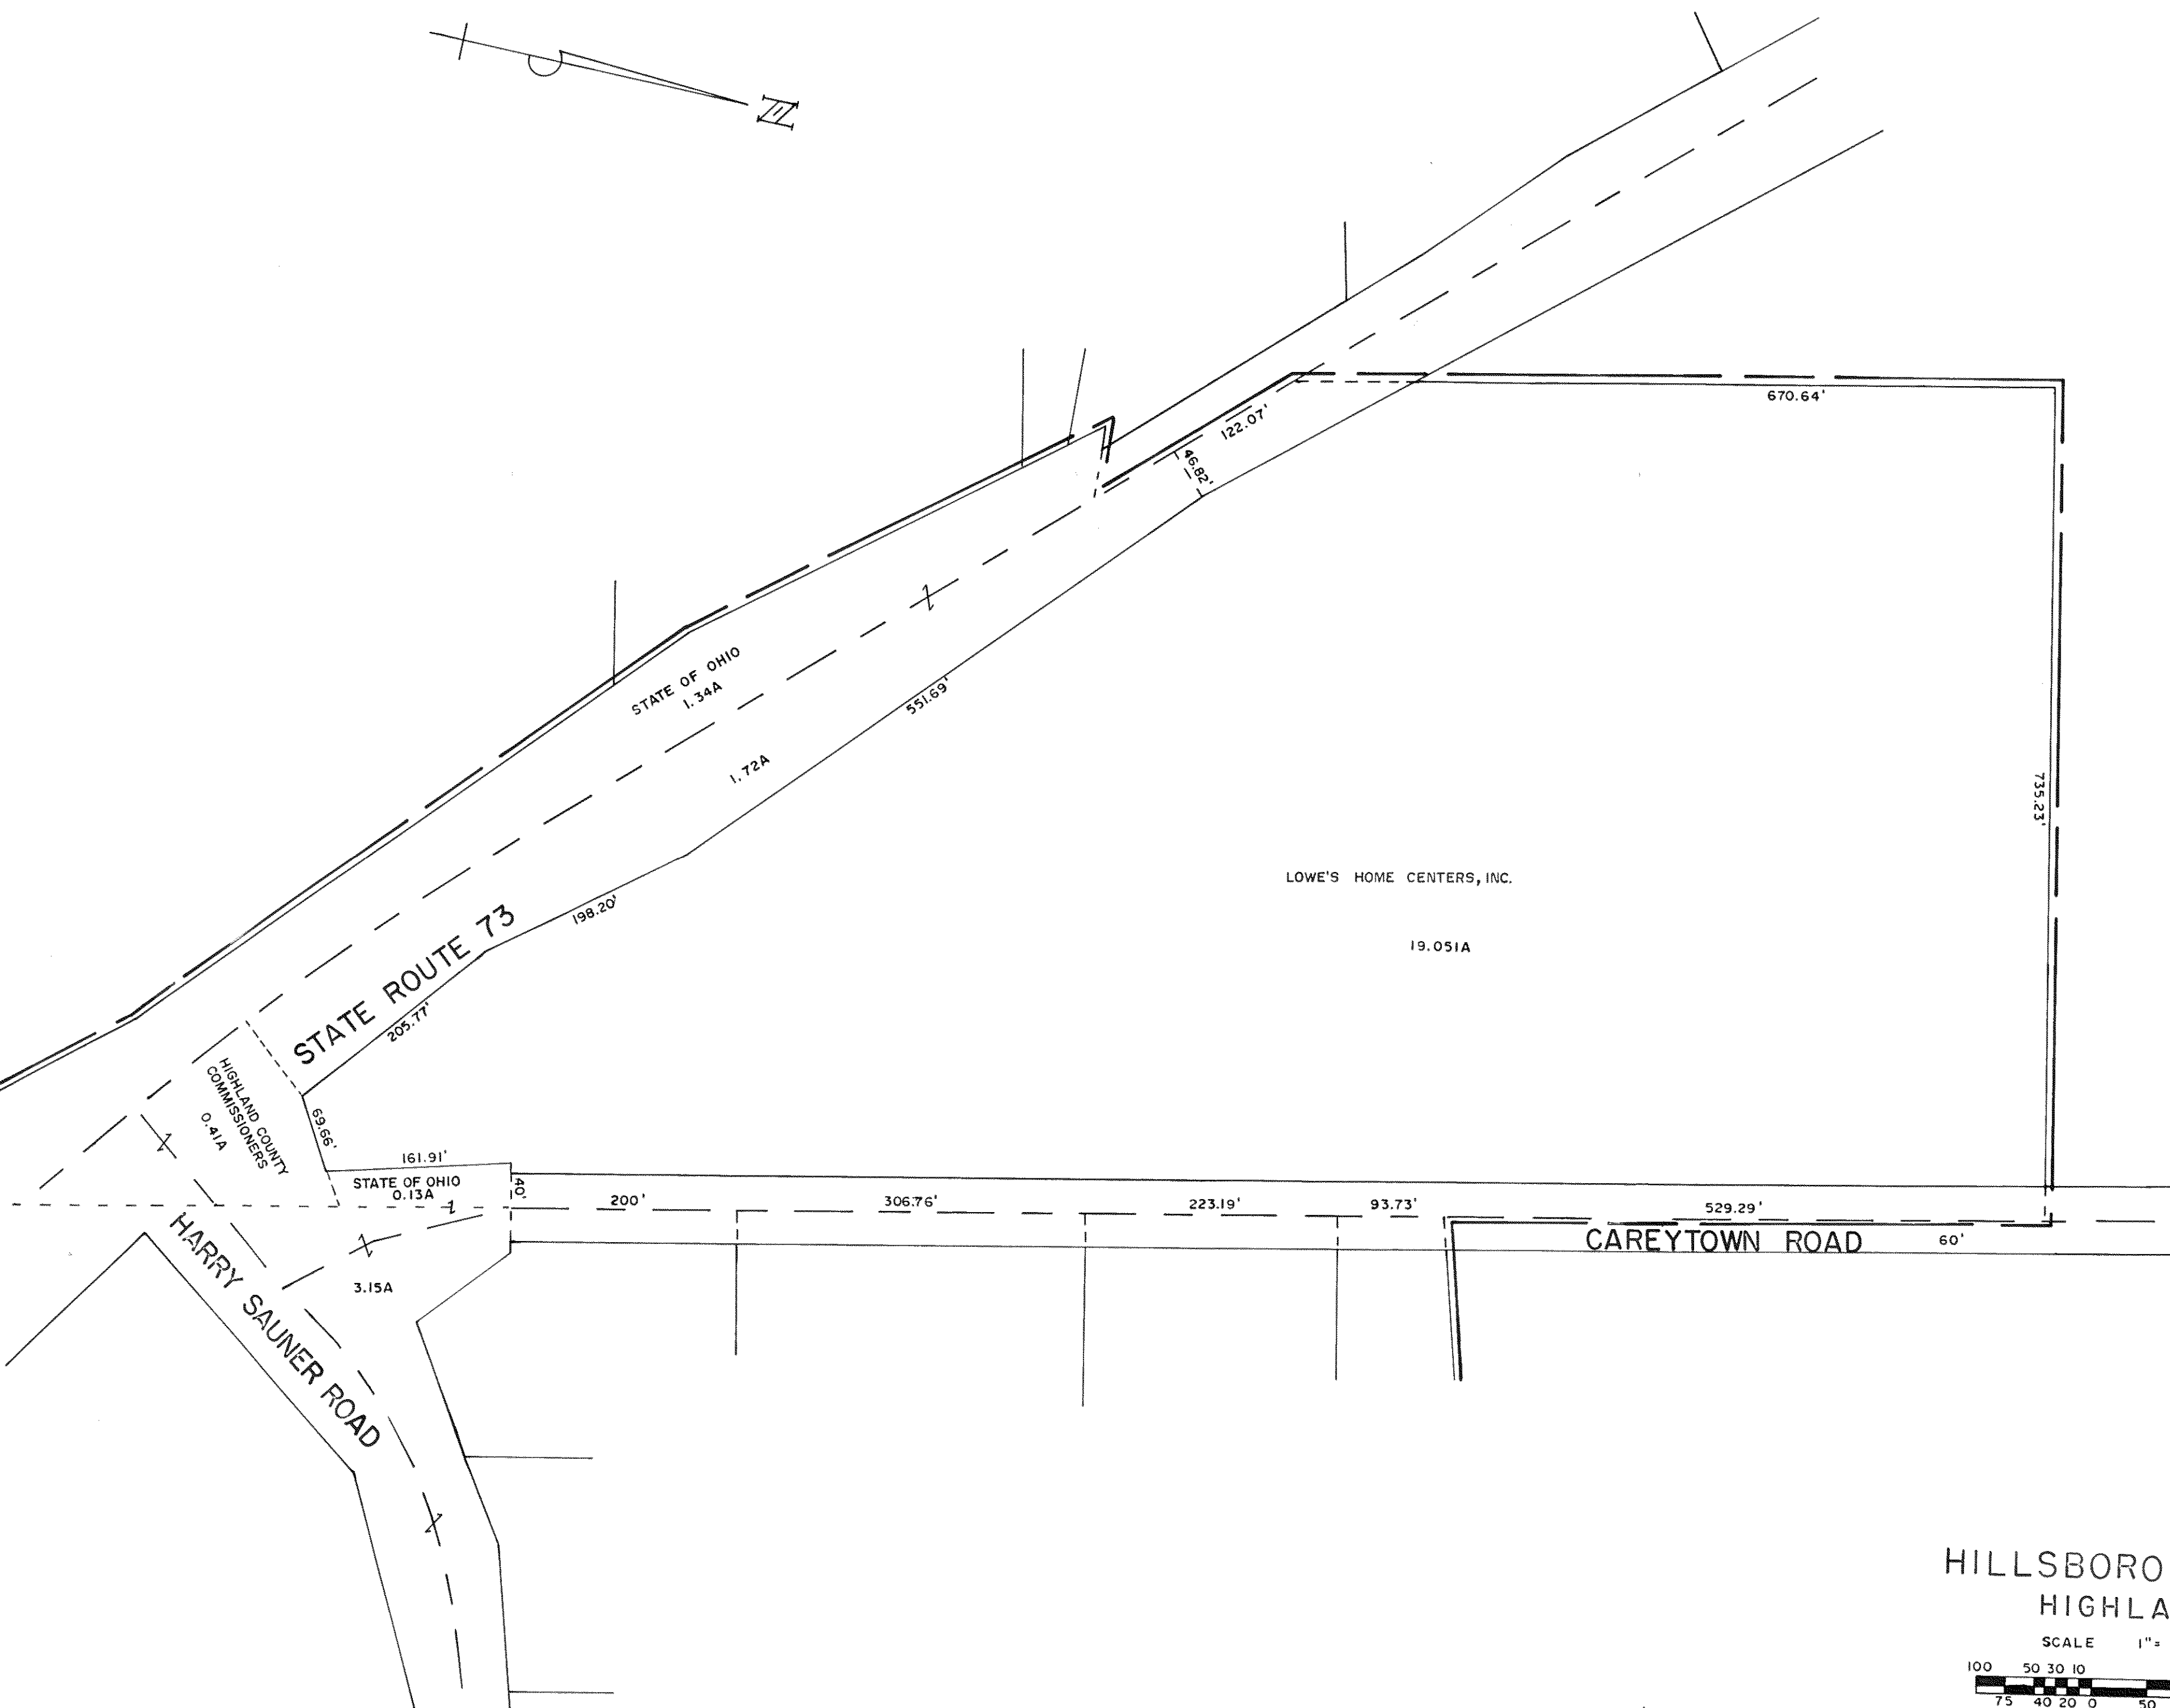 N
670.64'
122.07'
46.82'
STATE OF OHIO
1.34A
551.69'
1.72A
735.23'
LOWE'S HOME CENTERS, INC.
19.051A
198.20'
STATE ROUTE 73
205.77'
HIGHLAND COUNTY
COMMISSIONERS
0.41A
69.66'
161.91'
STATE OF OHIO
0.13A
40'
200'
306.76'
223.19'
93.73'
529.29'
CAREYTOWN ROAD
60'
HARRY SAUNER ROAD
3.15A
HILLSBORO
HIGHLA
SCALE 1"=
100 50 30 10
75 40 20 0 50